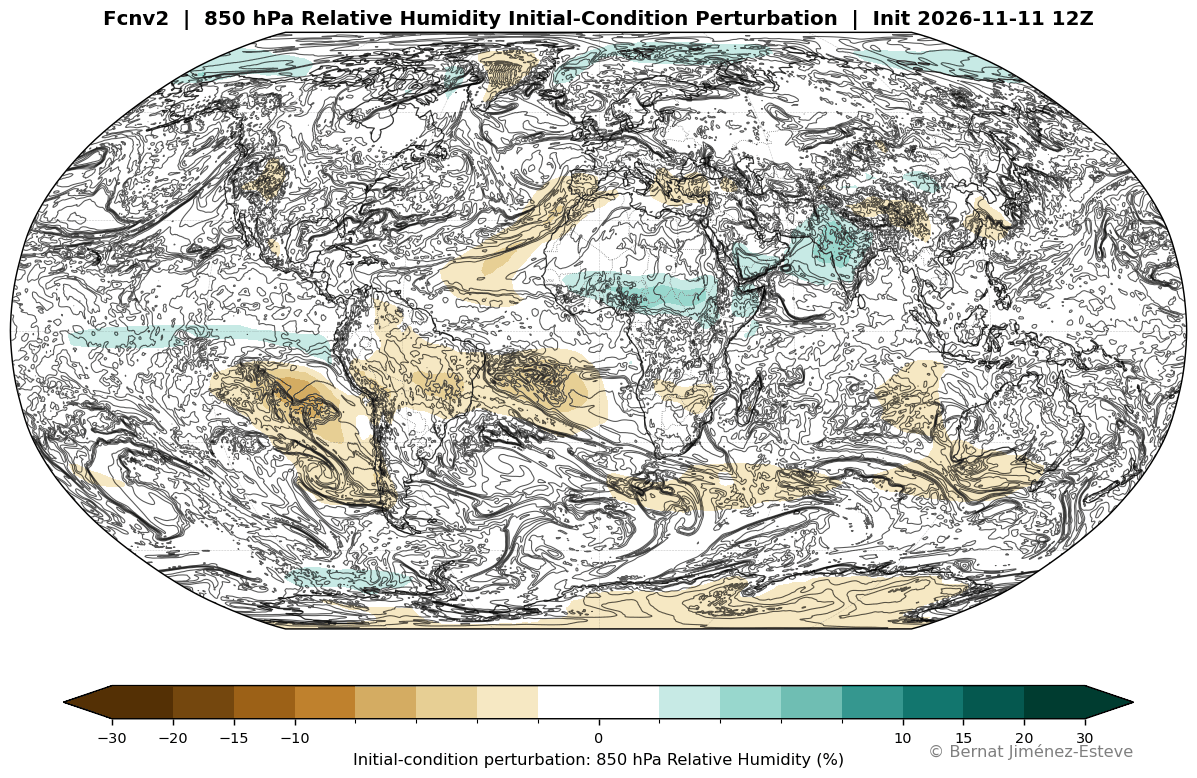 Fcnv2 | 850 hPa Relative Humidity Initial-Condition Perturbation | Init 2026-11-11 12Z
−30 −20 −15 −10 0 10 15 20 30
Initial-condition perturbation: 850 hPa Relative Humidity (%)
© Bernat Jiménez-Esteve